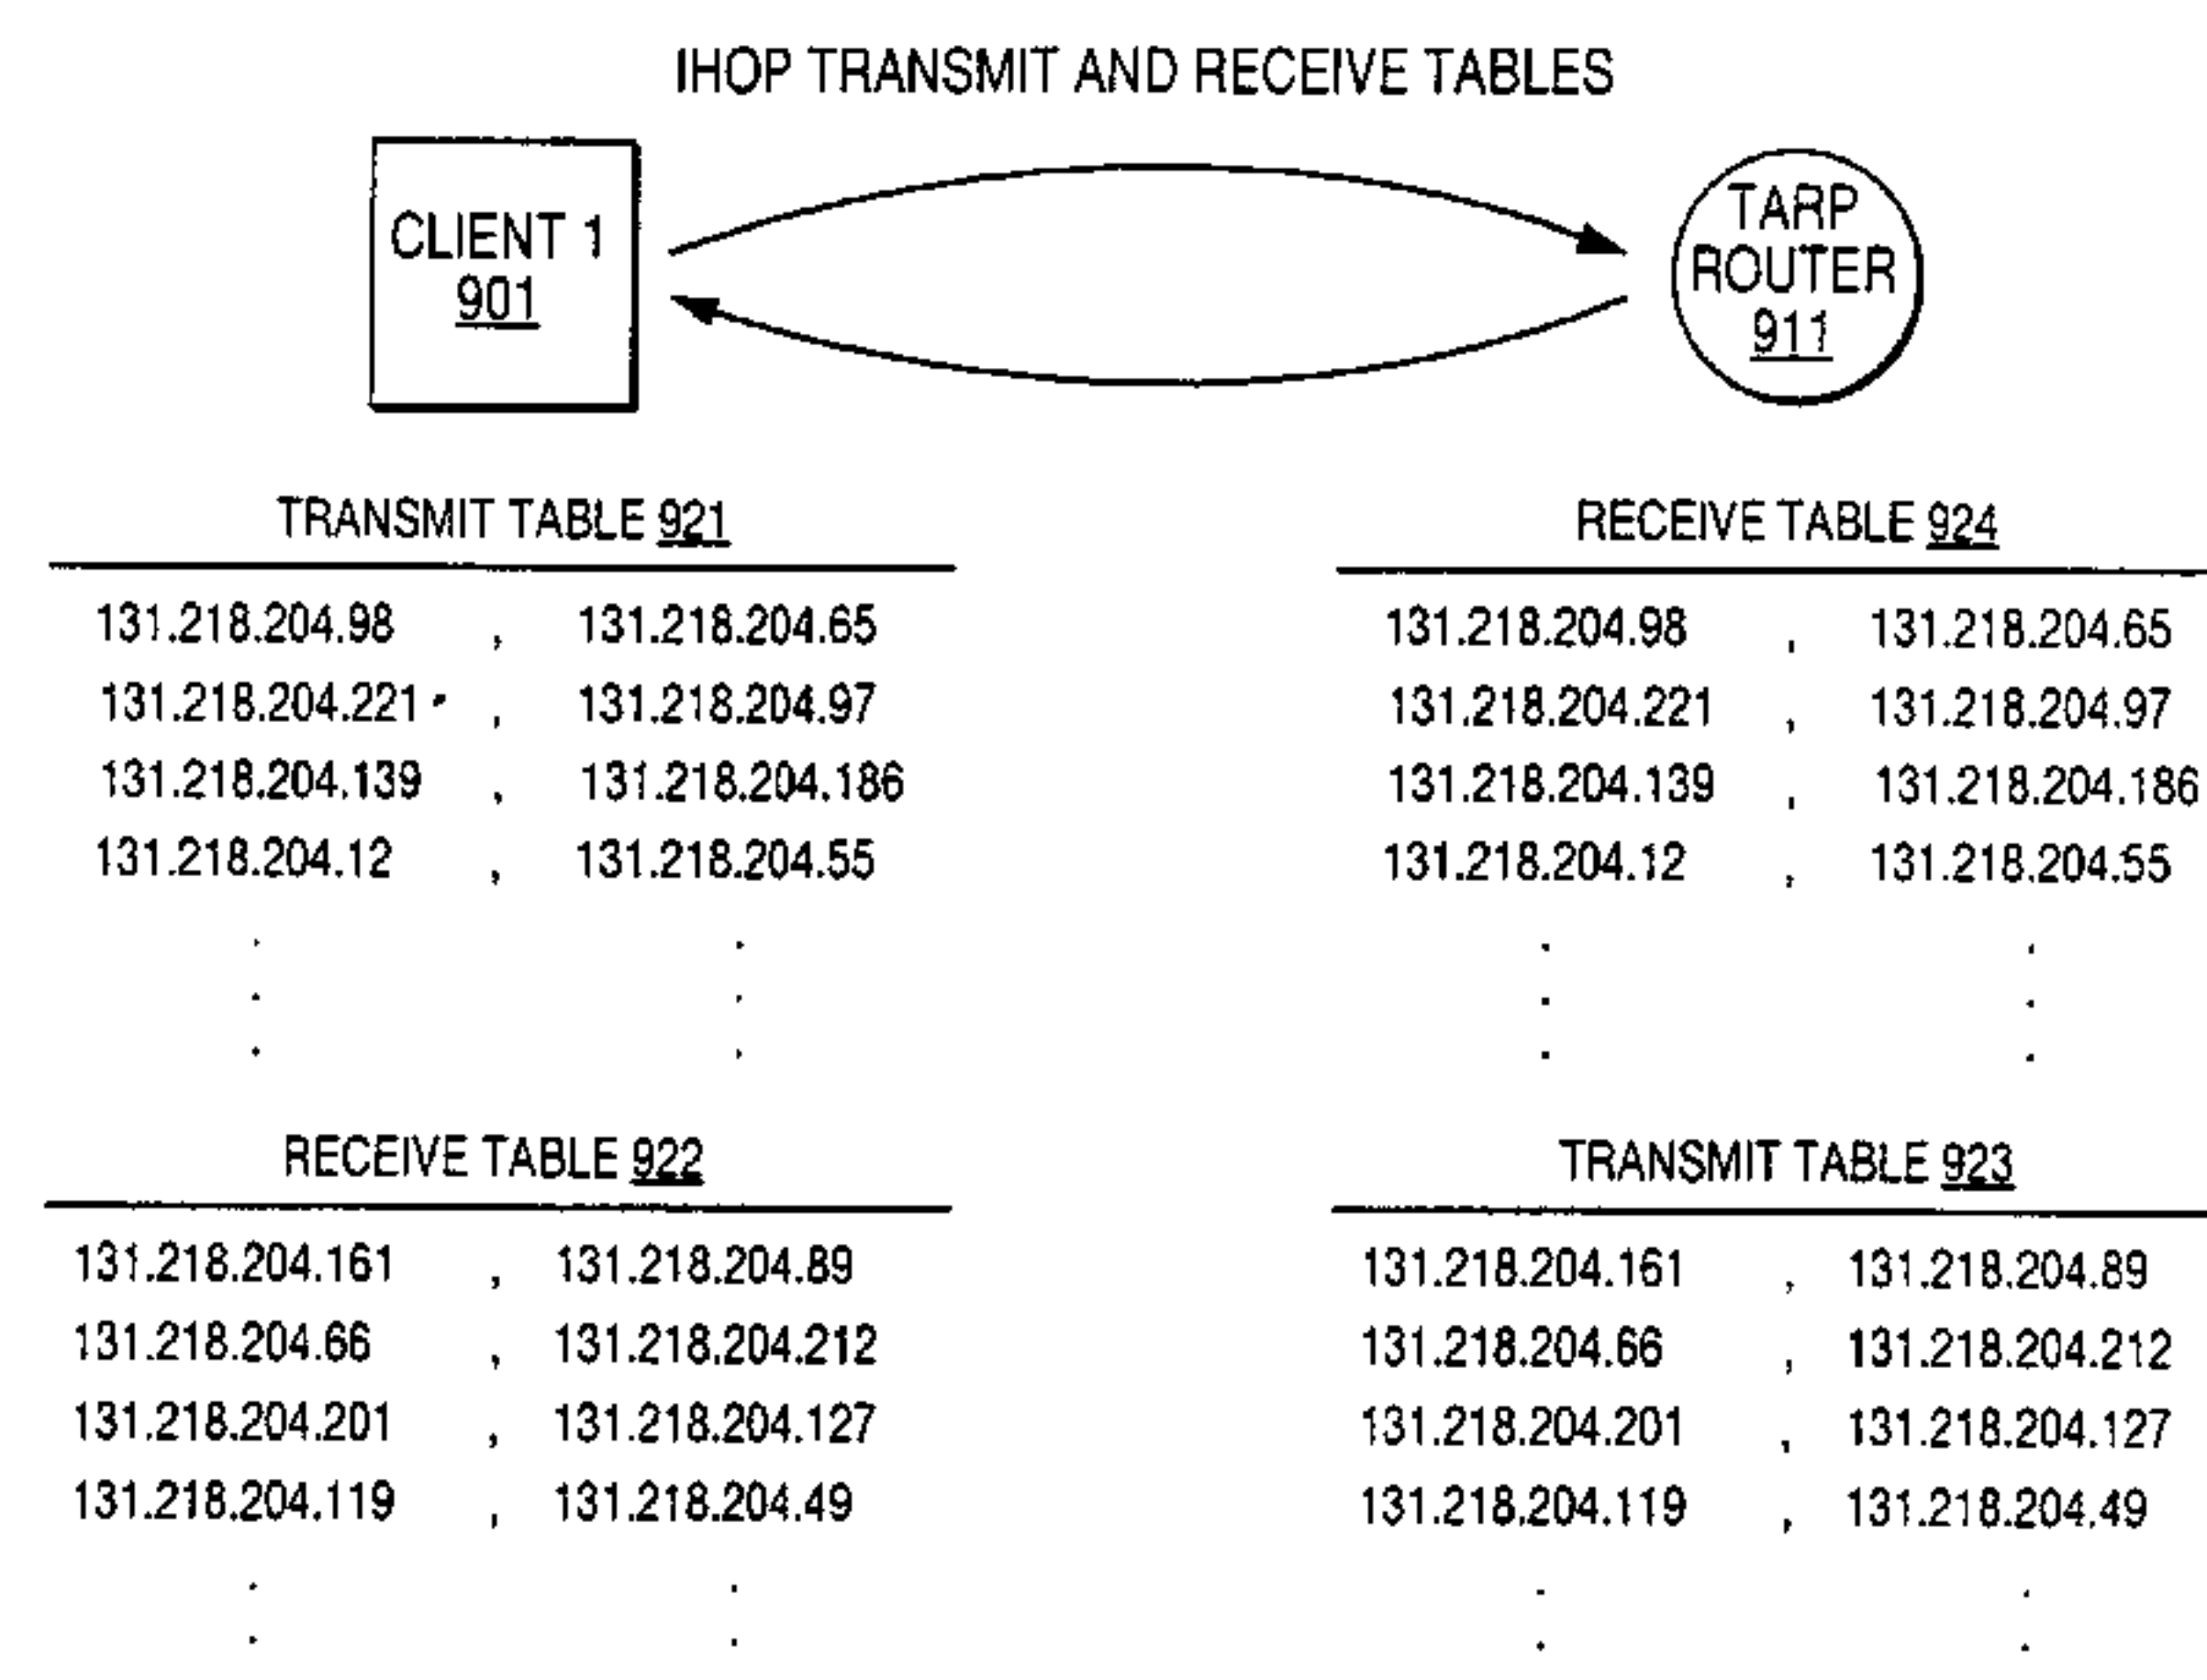 IHOP TRANSMIT AND RECEIVE TABLES
CLIENT 1
901
TARP
ROUTER
911
TRANSMIT TABLE 921
131.218.204.98 , 131.218.204.65
131.218.204.221 , 131.218.204.97
131.218.204.139 , 131.218.204.186
131.218.204.12 , 131.218.204.55
RECEIVE TABLE 924
131.218.204.98 , 131.218.204.65
131.218.204.221 , 131.218.204.97
131.218.204.139 , 131.218.204.186
131.218.204.12 , 131.218.204.55
RECEIVE TABLE 922
131.218.204.161 , 131.218.204.89
131.218.204.66 , 131.218.204.212
131.218.204.201 , 131.218.204.127
131.218.204.119 , 131.218.204.49
TRANSMIT TABLE 923
131.218.204.161 , 131.218.204.89
131.218.204.66 , 131.218.204.212
131.218.204.201 , 131.218.204.127
131.218.204.119 , 131.218.204.49